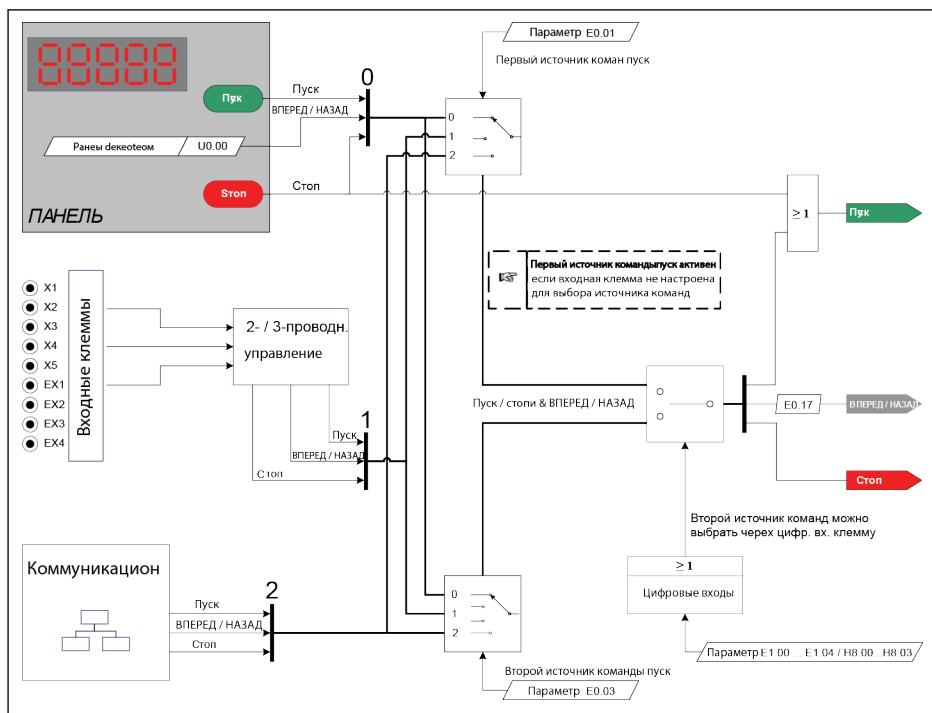 88888
Пуск
Ранеы dekеоtеом
U0.00
Stоп
ПАНЕЛЬ
Пуск
ВПЕРЕД / НАЗАД
Стоп
0
Параметр E0.01
Первый источник коман пуск
0
1
2
≥ 1
Пуск
Первый источник командыпуск активен
если входная клемма не настроена
для выбора источника команд
X1
X2
X3
X4
X5
EX1
EX2
EX3
EX4
Входные клеммы
2- / 3-проводн.
управление
Пуск
ВПЕРЕД / НАЗАД
Стоп
1
Пуск / стопи & ВПЕРЕД / НАЗАД
E0.17
ВПЕРЕД / НАЗАД
Стоп
Второй источник команд можно
выбрать черех цифр. вх. клемму
≥ 1
Цифровые входы
Параметр E1.00 ... E1.04 / H8.00...H8.03
Коммуникацион
Пуск
ВПЕРЕД / НАЗАД
Стоп
2
0
1
2
Второй источник команды пуск
Параметр E0.03